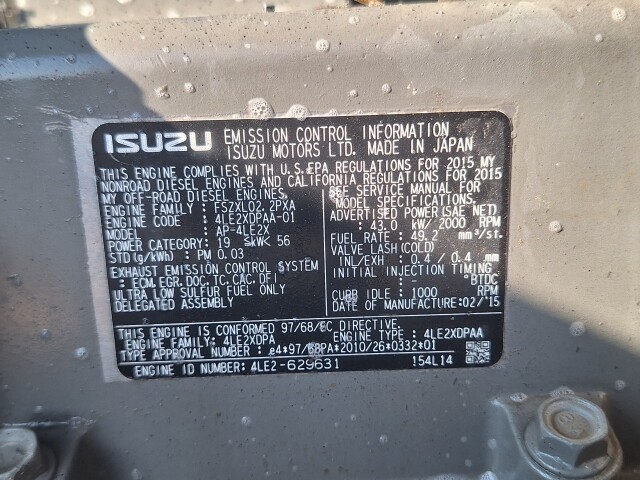 ISUZU EMISSION CONTROL INFORMATION
ISUZU MOTORS LTD. MADE IN JAPAN
THIS ENGINE COMPLIES WITH U.S.EPA REGULATIONS FOR 2015 MY
NONROAD DIESEL ENGINES AND CALIFORNIA REGULATIONS FOR 2015
MY OFF-ROAD DIESEL ENGINES.
ENGINE FAMILY : FSZXL02.2PXA
ENGINE CODE : 4LE2XDPAA-01
MODEL : AP-4LE2X
POWER CATEGORY : 19 ≤kW< 56
STD(g/kWh) : PM 0.03
EXHAUST EMISSION CONTROL SYSTEM
: ECM, EGR, DOC, TC, CAC, DFI
ULTRA LOW SULFUR FUEL ONLY
DELEGATED ASSEMBLY
SEE SERVICE MANUAL FOR
MODEL SPECIFICATIONS.
ADVERTISED POWER(SAE NET)
: 43.0 kW/ 2000 RPM
FUEL RATE : 49.2 mm³/st.
VALVE LASH(COLD)
INL/EXH : 0.4 / 0.4 mm
INITIAL INJECTION TIMING
: - °BTDC
CURB IDLE : 1000 RPM
DATE OF MANUFACTURE:02/'15
THIS ENGINE IS CONFORMED 97/68/EC DIRECTIVE
ENGINE FAMILY: 4LE2XDPA ENGINE TYPE : 4LE2XDPAA
TYPE APPROVAL NUMBER : e4*97/68PA*2010/26*0332*01
ENGINE ID NUMBER: 4LE2-629631 154L14